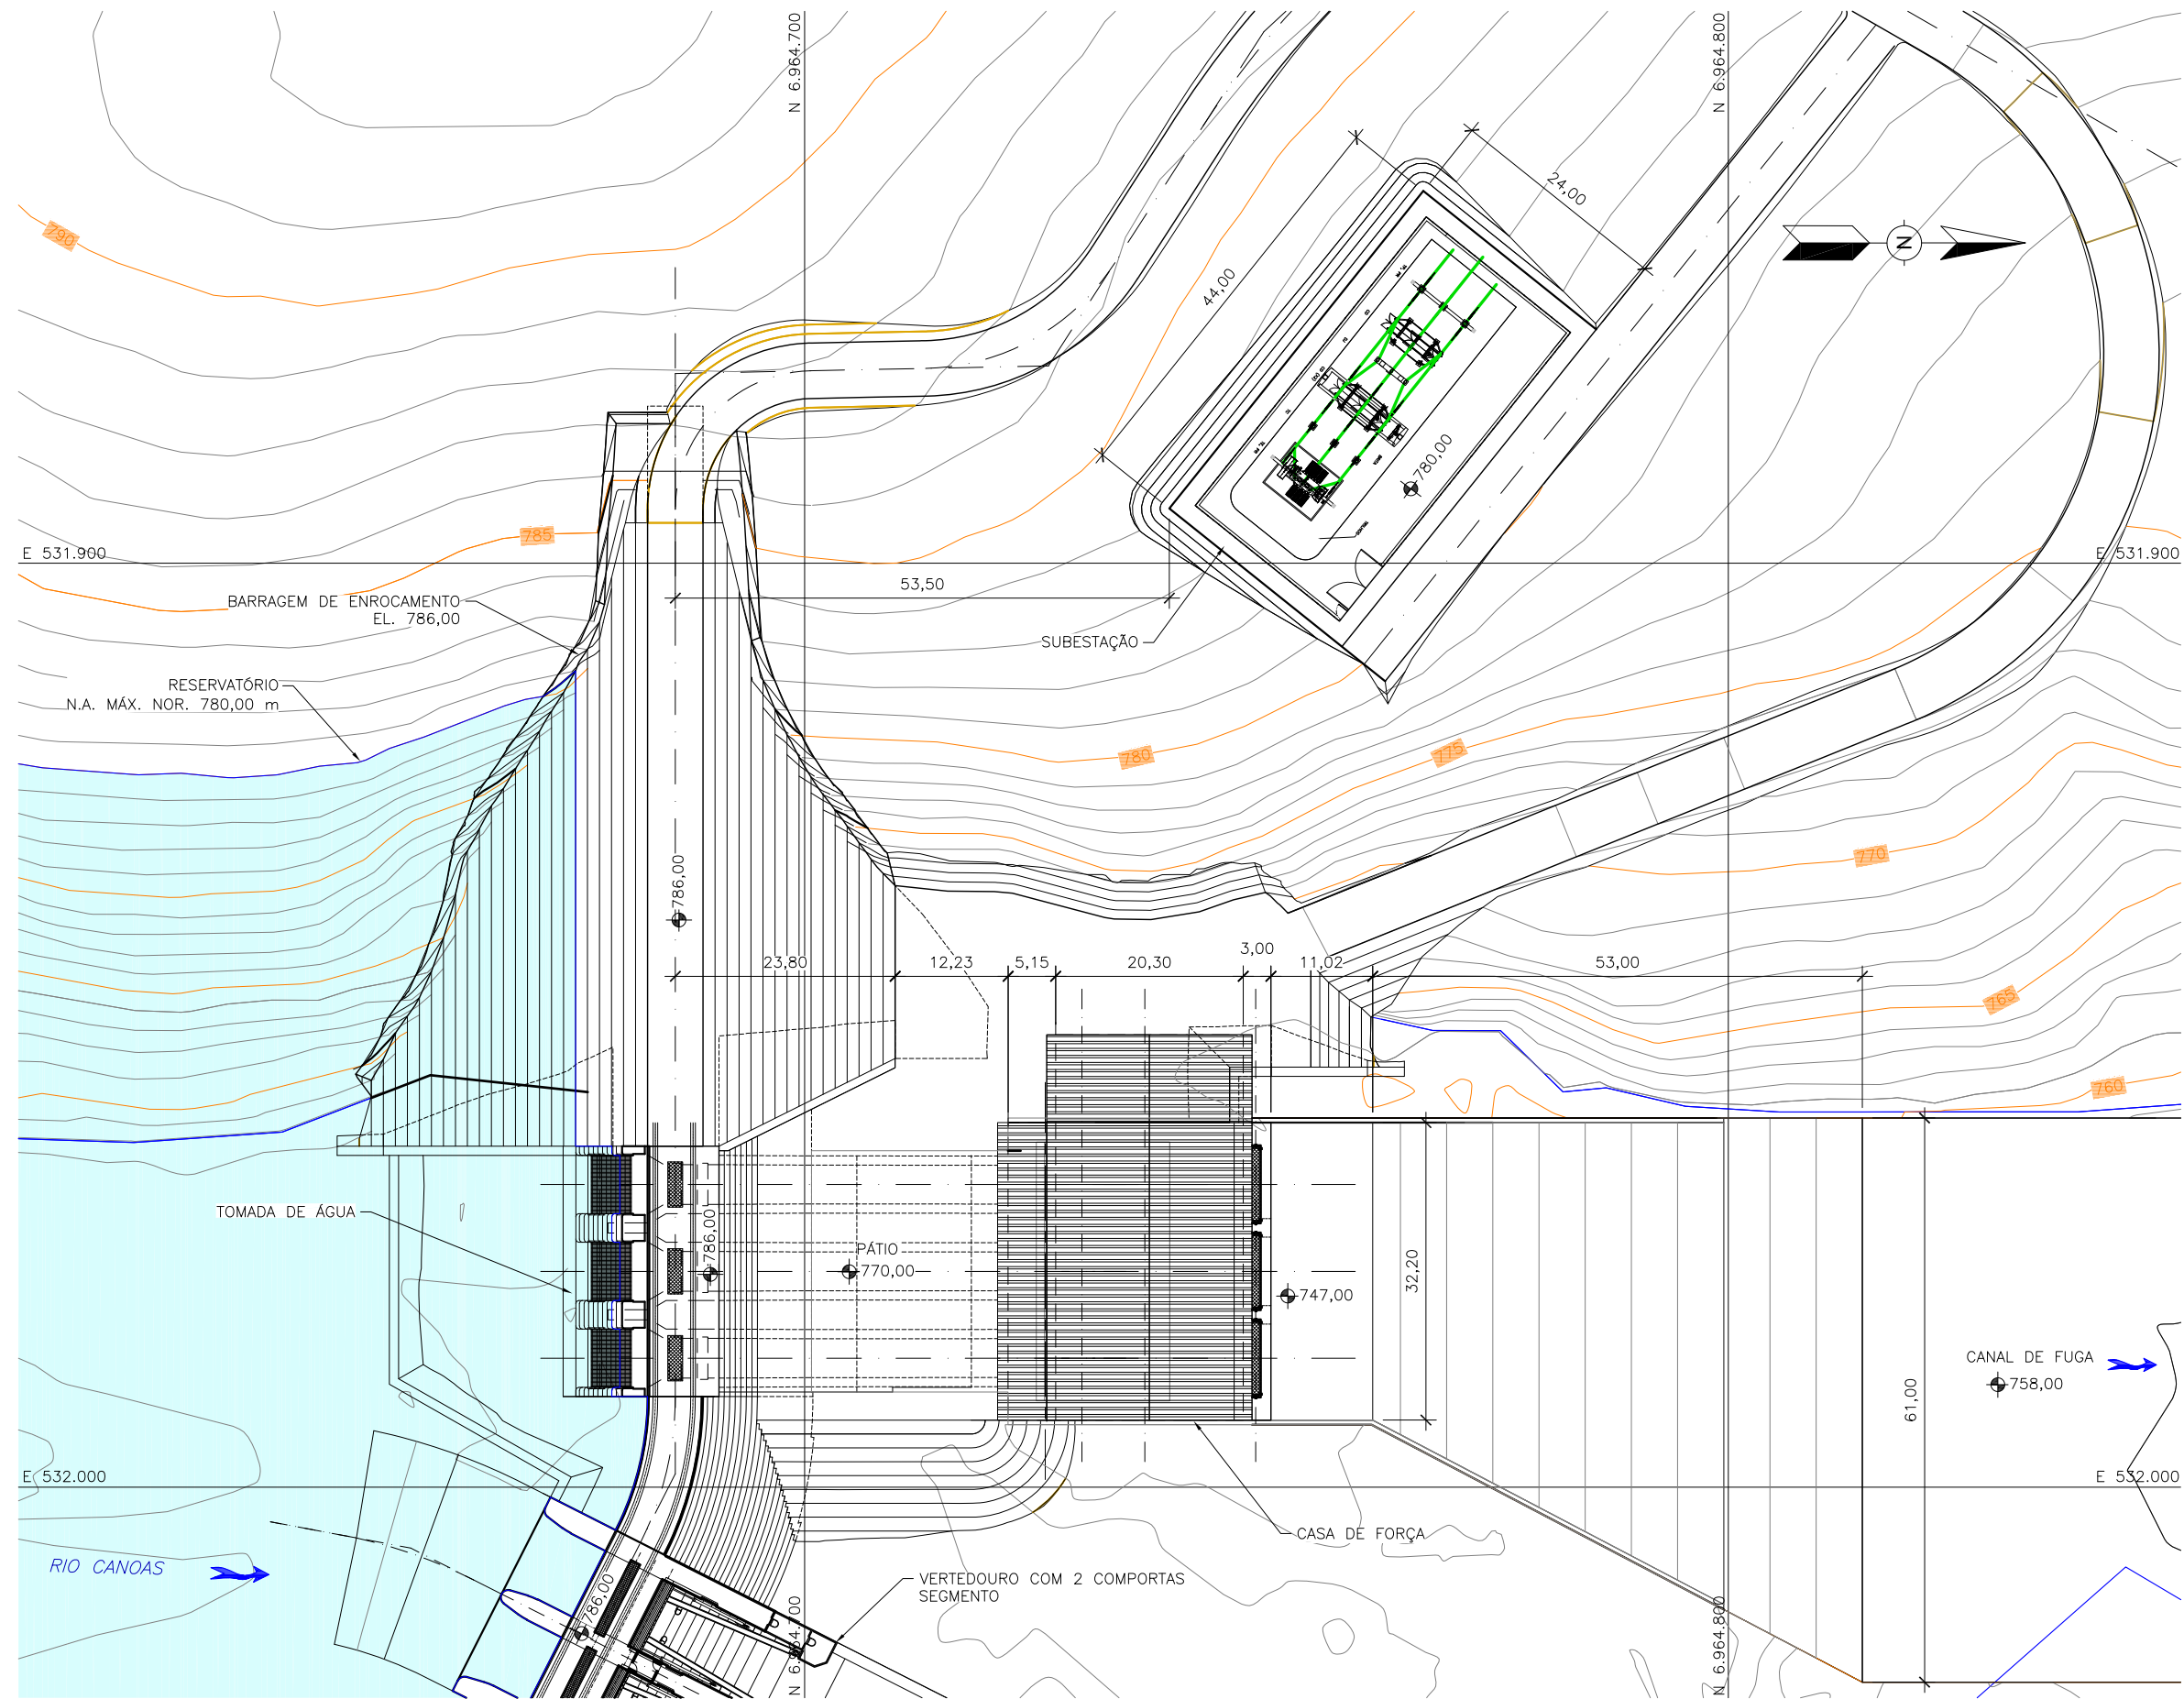 N 6.964.700
N 6.964.800
790
24,00
N
44,00
780,00
785
E 531.900
E 531.900
53,50
BARRAGEM DE ENROCAMENTO
EL. 786,00
SUBESTAÇÃO
RESERVATÓRIO
N.A. MÁX. NOR. 780,00 m
780
775
770
786,00
3,00
23,80
12,23
5,15
20,30
11,02
53,00
765
760
TOMADA DE ÁGUA
786,00
PÁTIO
770,00
747,00
32,20
CANAL DE FUGA
758,00
61,00
E 532.000
E 532.000
CASA DE FORÇA
RIO CANOAS
VERTEDOURO COM 2 COMPORTAS
SEGMENTO
786,00
N 6.964.700
N 6.964.800